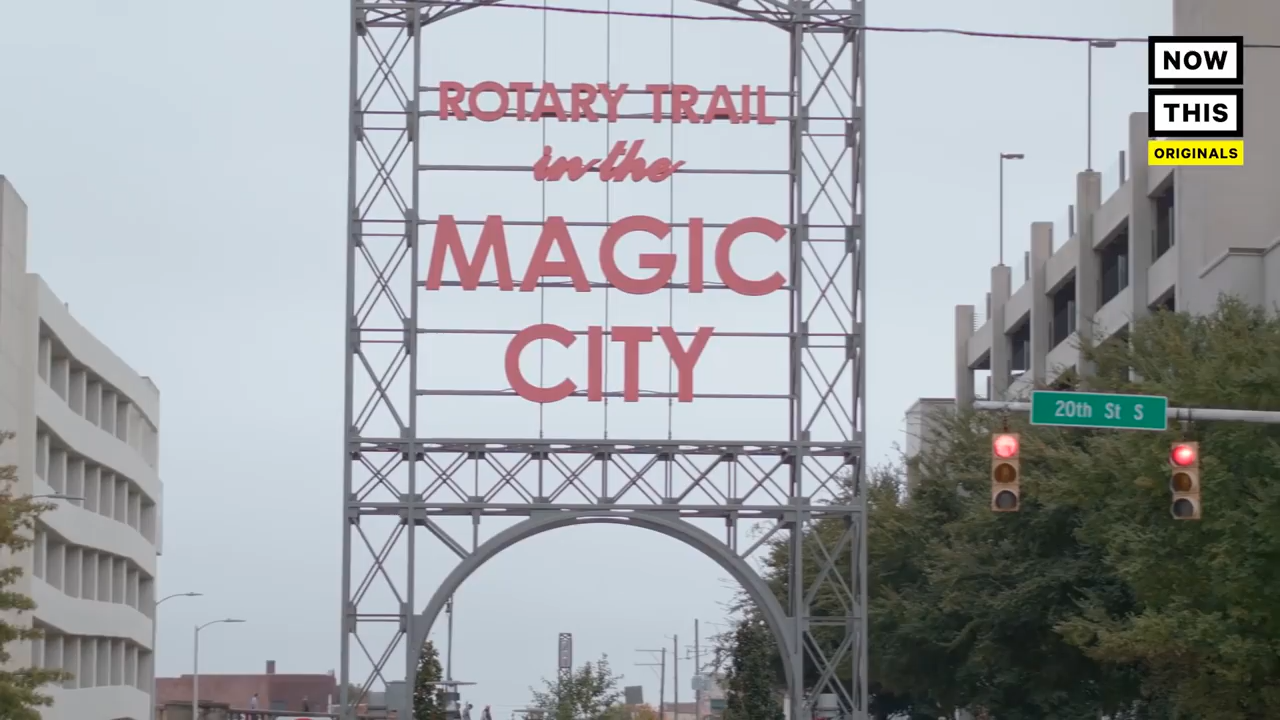 ROTARY TRAIL
in the
MAGIC
CITY
20th St S
NOW
THIS
ORIGINALS